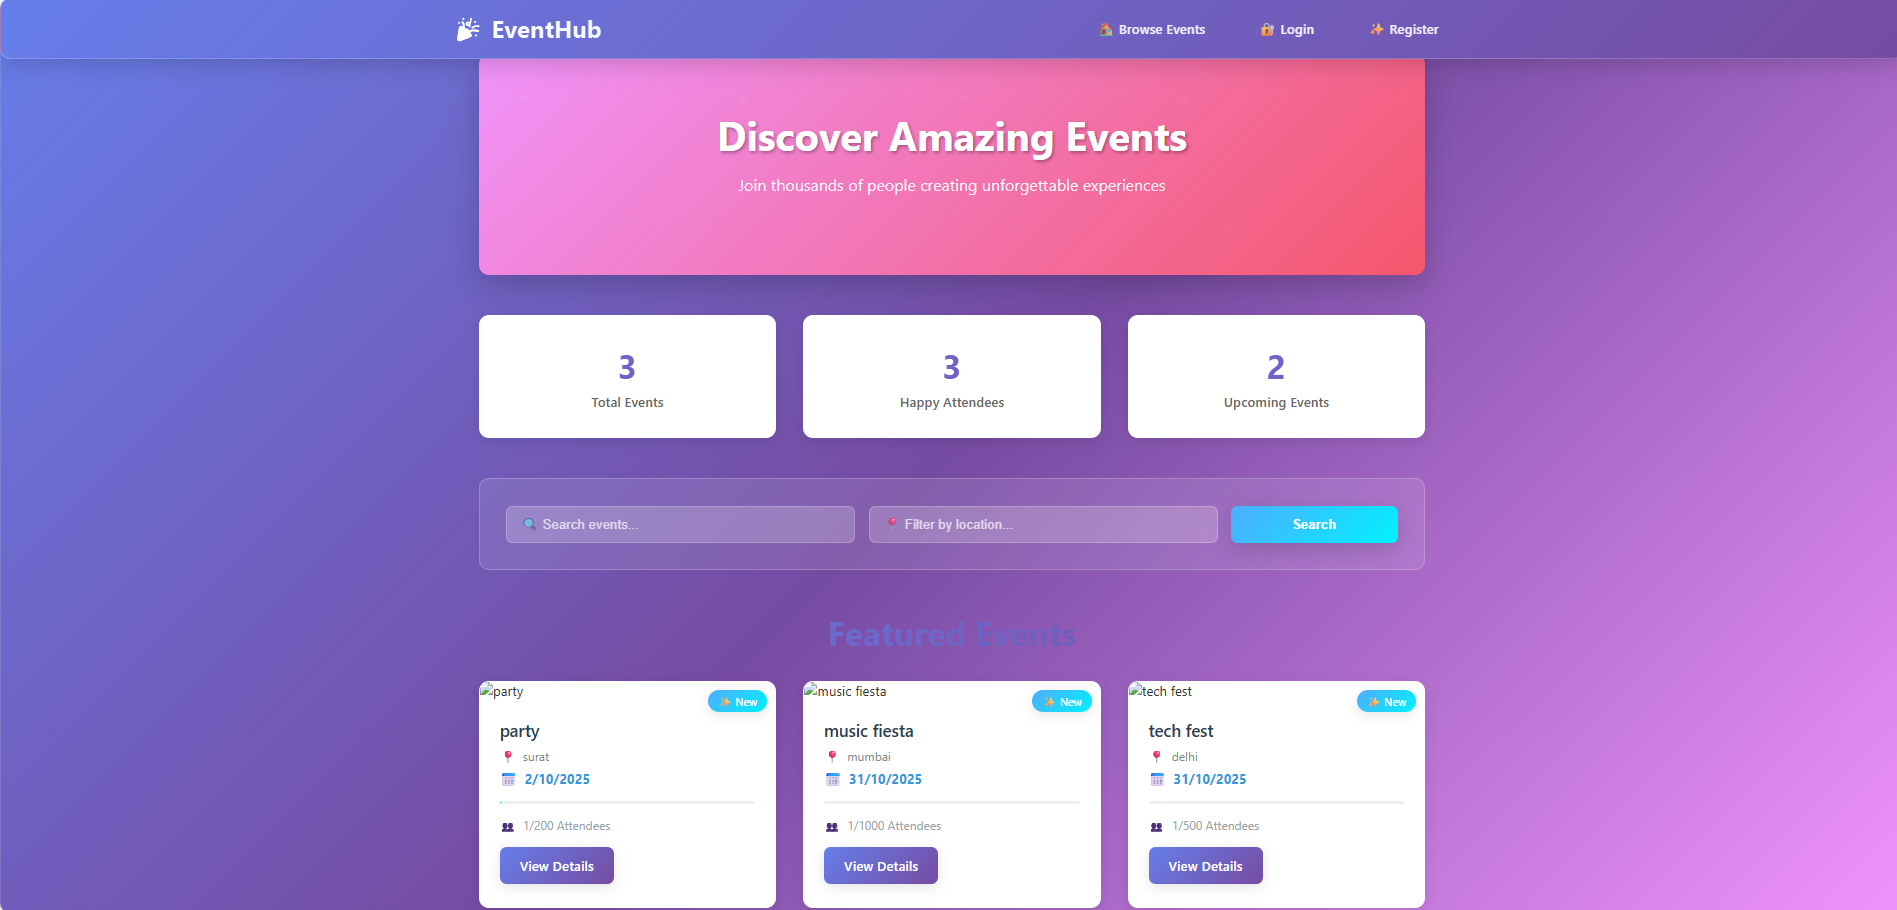 EventHub
Browse Events
Login
Register
Discover Amazing Events
Join thousands of people creating unforgettable experiences
3
Total Events
3
Happy Attendees
2
Upcoming Events
Search events...
Filter by location...
Search
Featured Events
party
New
party
surat
2/10/2025
1/200 Attendees
View Details
music fiesta
New
music fiesta
mumbai
31/10/2025
1/1000 Attendees
View Details
tech fest
New
tech fest
delhi
31/10/2025
1/500 Attendees
View Details